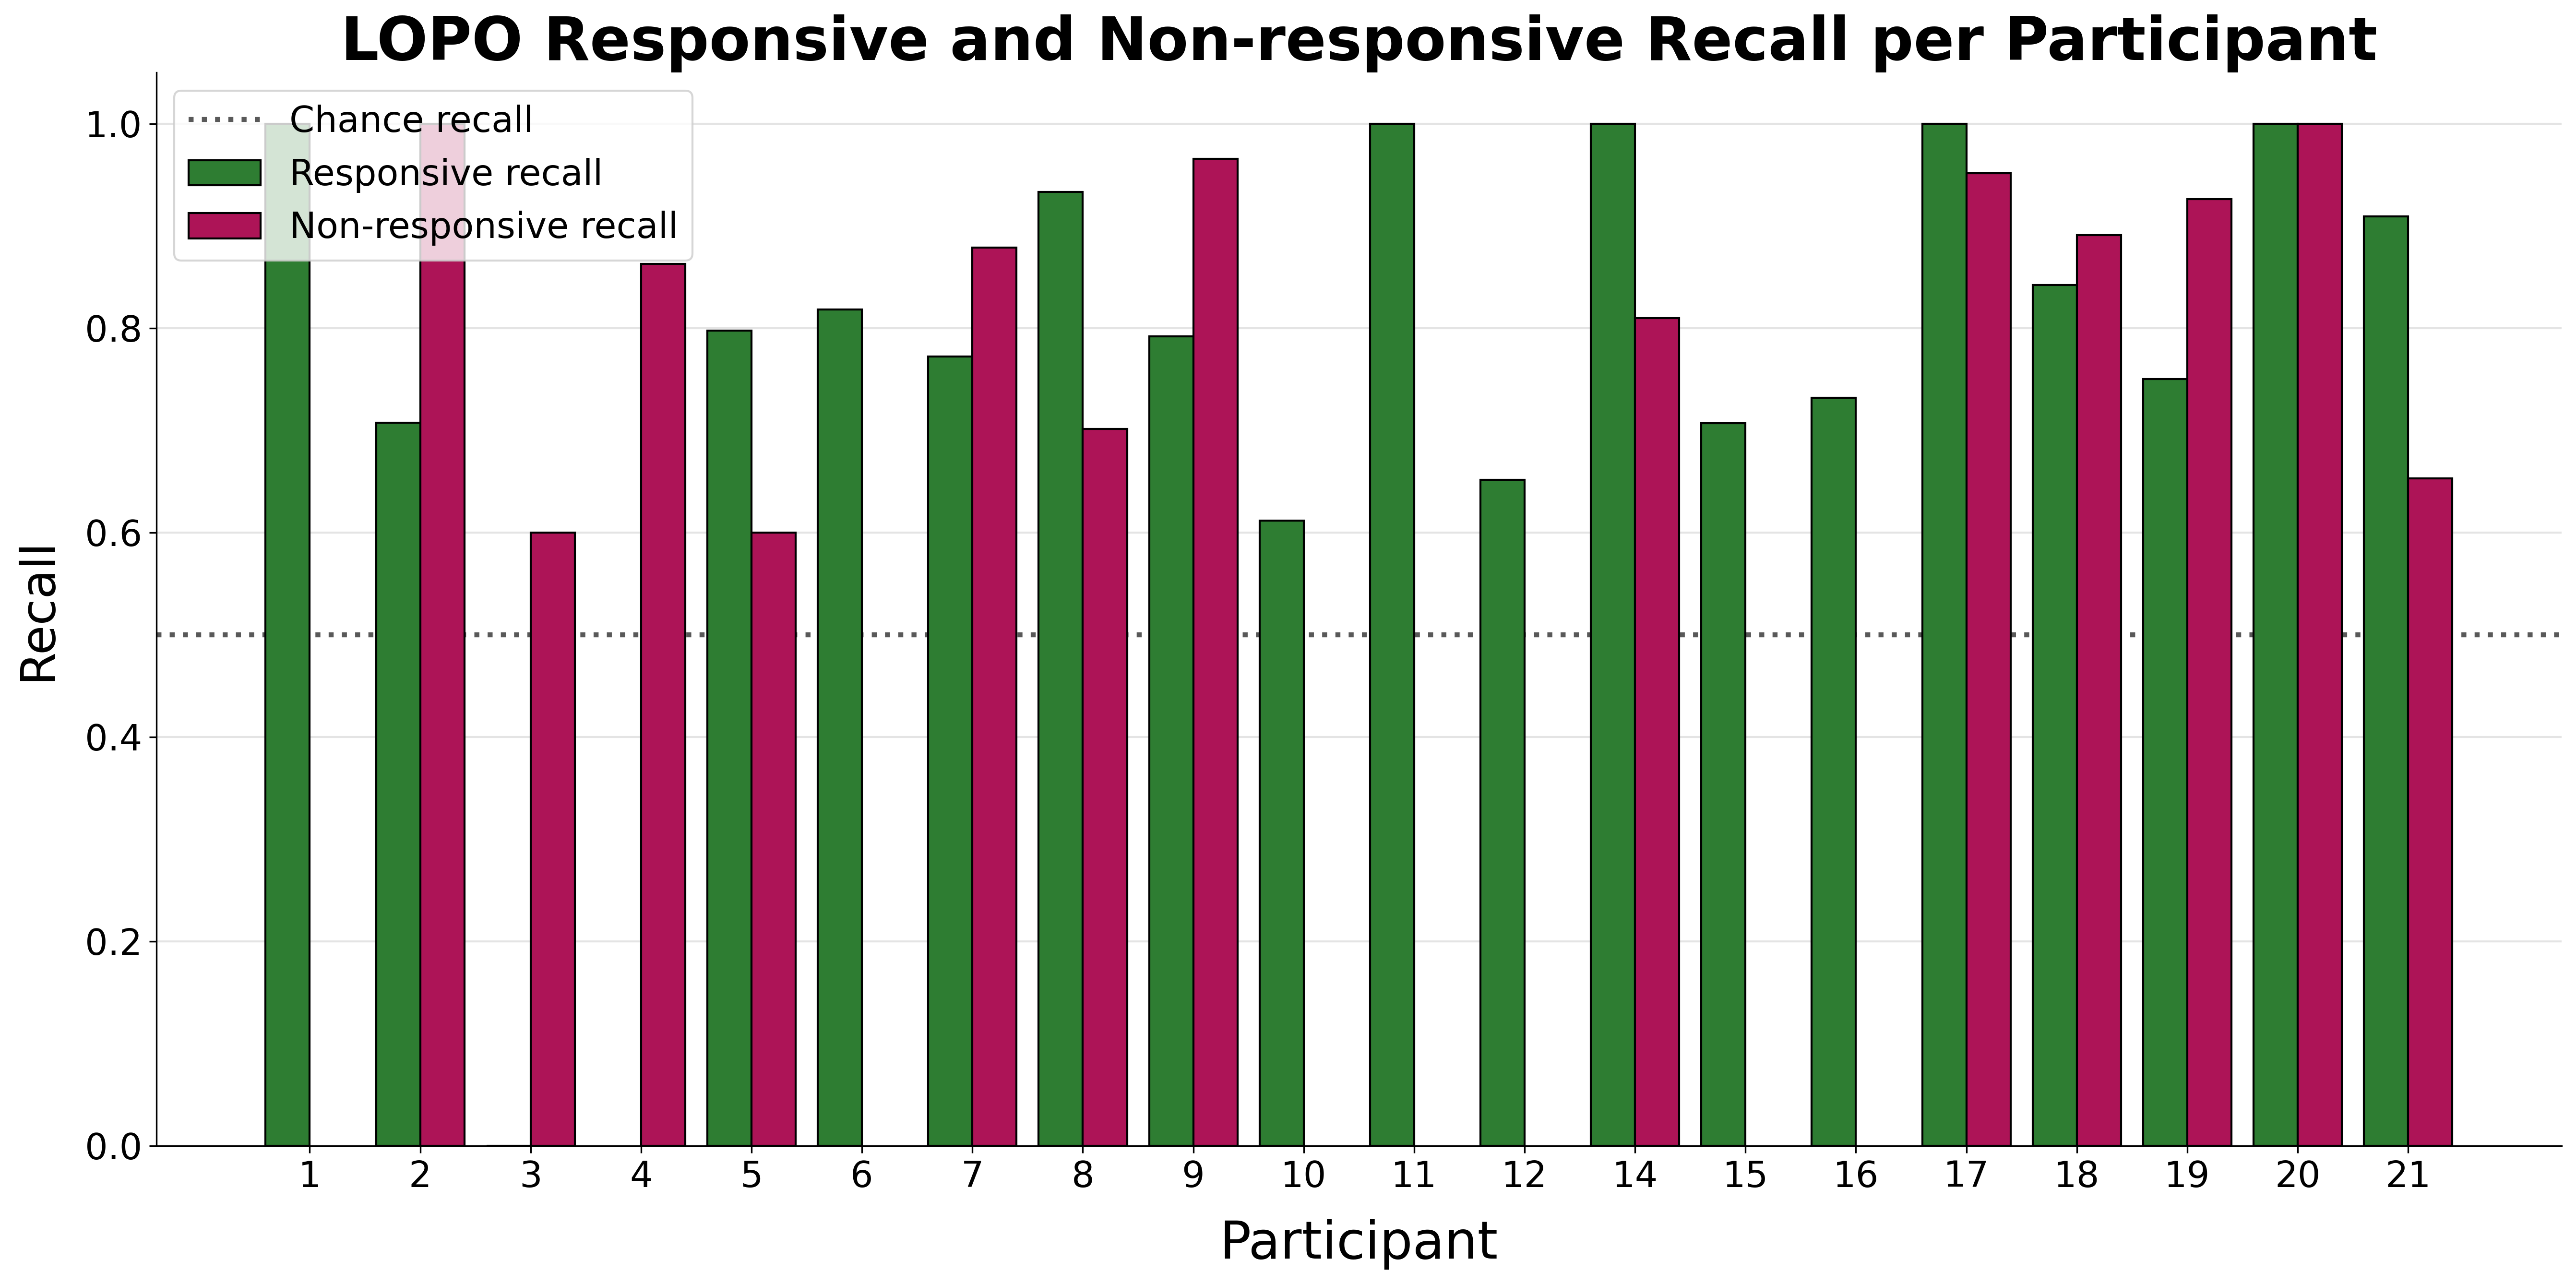 LOPO Responsive and Non-responsive Recall per Participant
Chance recall
Responsive recall
Non-responsive recall
Recall
1.0
0.8
0.6
0.4
0.2
0.0
1 2 3 4 5 6 7 8 9 10 11 12 14 15 16 17 18 19 20 21
Participant